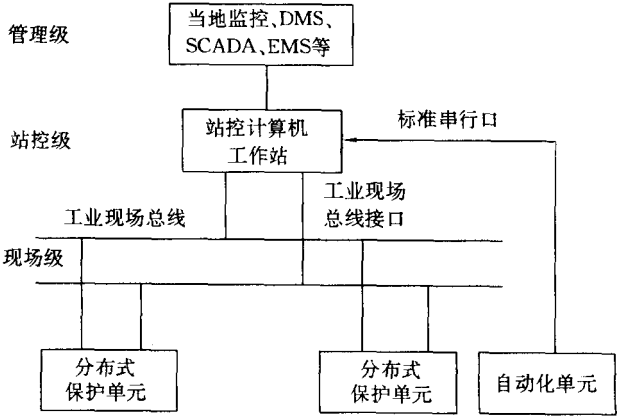 管理级
当地监控、DMS、
SCADA、EMS等
站控级
站控计算机
工作站
标准串行口
工业现场总线
工业现场
总线接口
现场级
分布式
保护单元
分布式
保护单元
自动化单元